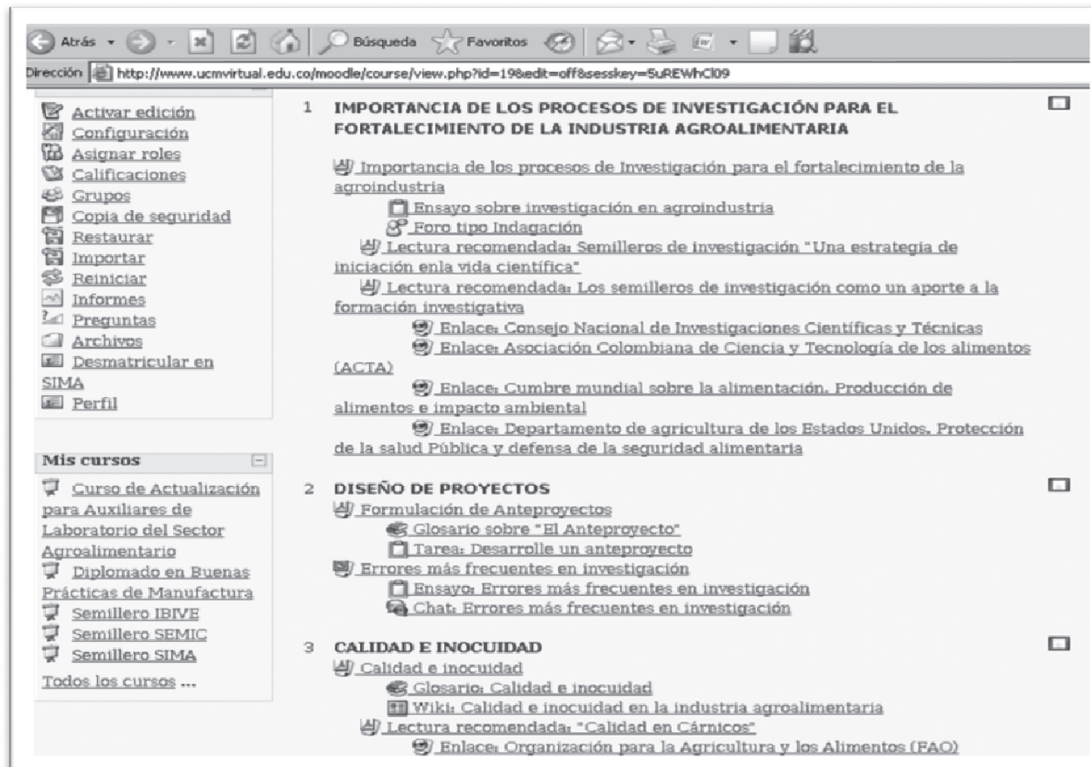 Atrás
Búsqueda
Favoritos
Dirección http://www.ucmvirtual.edu.co/moodle/course/view.php?id=19&edit=off&sesskey=5uREWhCl09
Activar edición
Configuración
Asignar roles
Calificaciones
Grupos
Copia de seguridad
Restaurar
Importar
Reiniciar
Informes
Preguntas
Archivos
Desmatricular en
SIMA
Perfil
Mis cursos
Curso de Actualización
para Auxiliares de
Laboratorio del Sector
Agroalimentario
Diplomado en Buenas
Prácticas de Manufactura
Semillero IBIVE
Semillero SEMIC
Semillero SIMA
Todos los cursos ...
1 IMPORTANCIA DE LOS PROCESOS DE INVESTIGACIÓN PARA EL
FORTALECIMIENTO DE LA INDUSTRIA AGROALIMENTARIA
Importancia de los procesos de Investigación para el fortalecimiento de la
agroindustria
Ensayo sobre investigación en agroindustria
Foro tipo Indagación
Lectura recomendada: Semilleros de investigación "Una estrategia de
iniciación enla vida científica"
Lectura recomendada: Los semilleros de investigación como un aporte a la
formación investigativa
Enlace: Consejo Nacional de Investigaciones Científicas y Técnicas
Enlace: Asociación Colombiana de Ciencia y Tecnología de los alimentos
(ACTA)
Enlace: Cumbre mundial sobre la alimentación. Producción de
alimentos e impacto ambiental
Enlace: Departamento de agricultura de los Estados Unidos. Protección
de la salud Pública y defensa de la seguridad alimentaria
2 DISEÑO DE PROYECTOS
Formulación de Anteproyectos
Glosario sobre "El Anteproyecto"
Tarea: Desarrolle un anteproyecto
Errores más frecuentes en investigación
Ensayo: Errores más frecuentes en investigación
Chat: Errores más frecuentes en investigación
3 CALIDAD E INOCUIDAD
Calidad e inocuidad
Glosario: Calidad e inocuidad
Wiki: Calidad e inocuidad en la industria agroalimentaria
Lectura recomendada: "Calidad en Cárnicos"
Enlace: Organización para la Agricultura y los Alimentos (FAO)